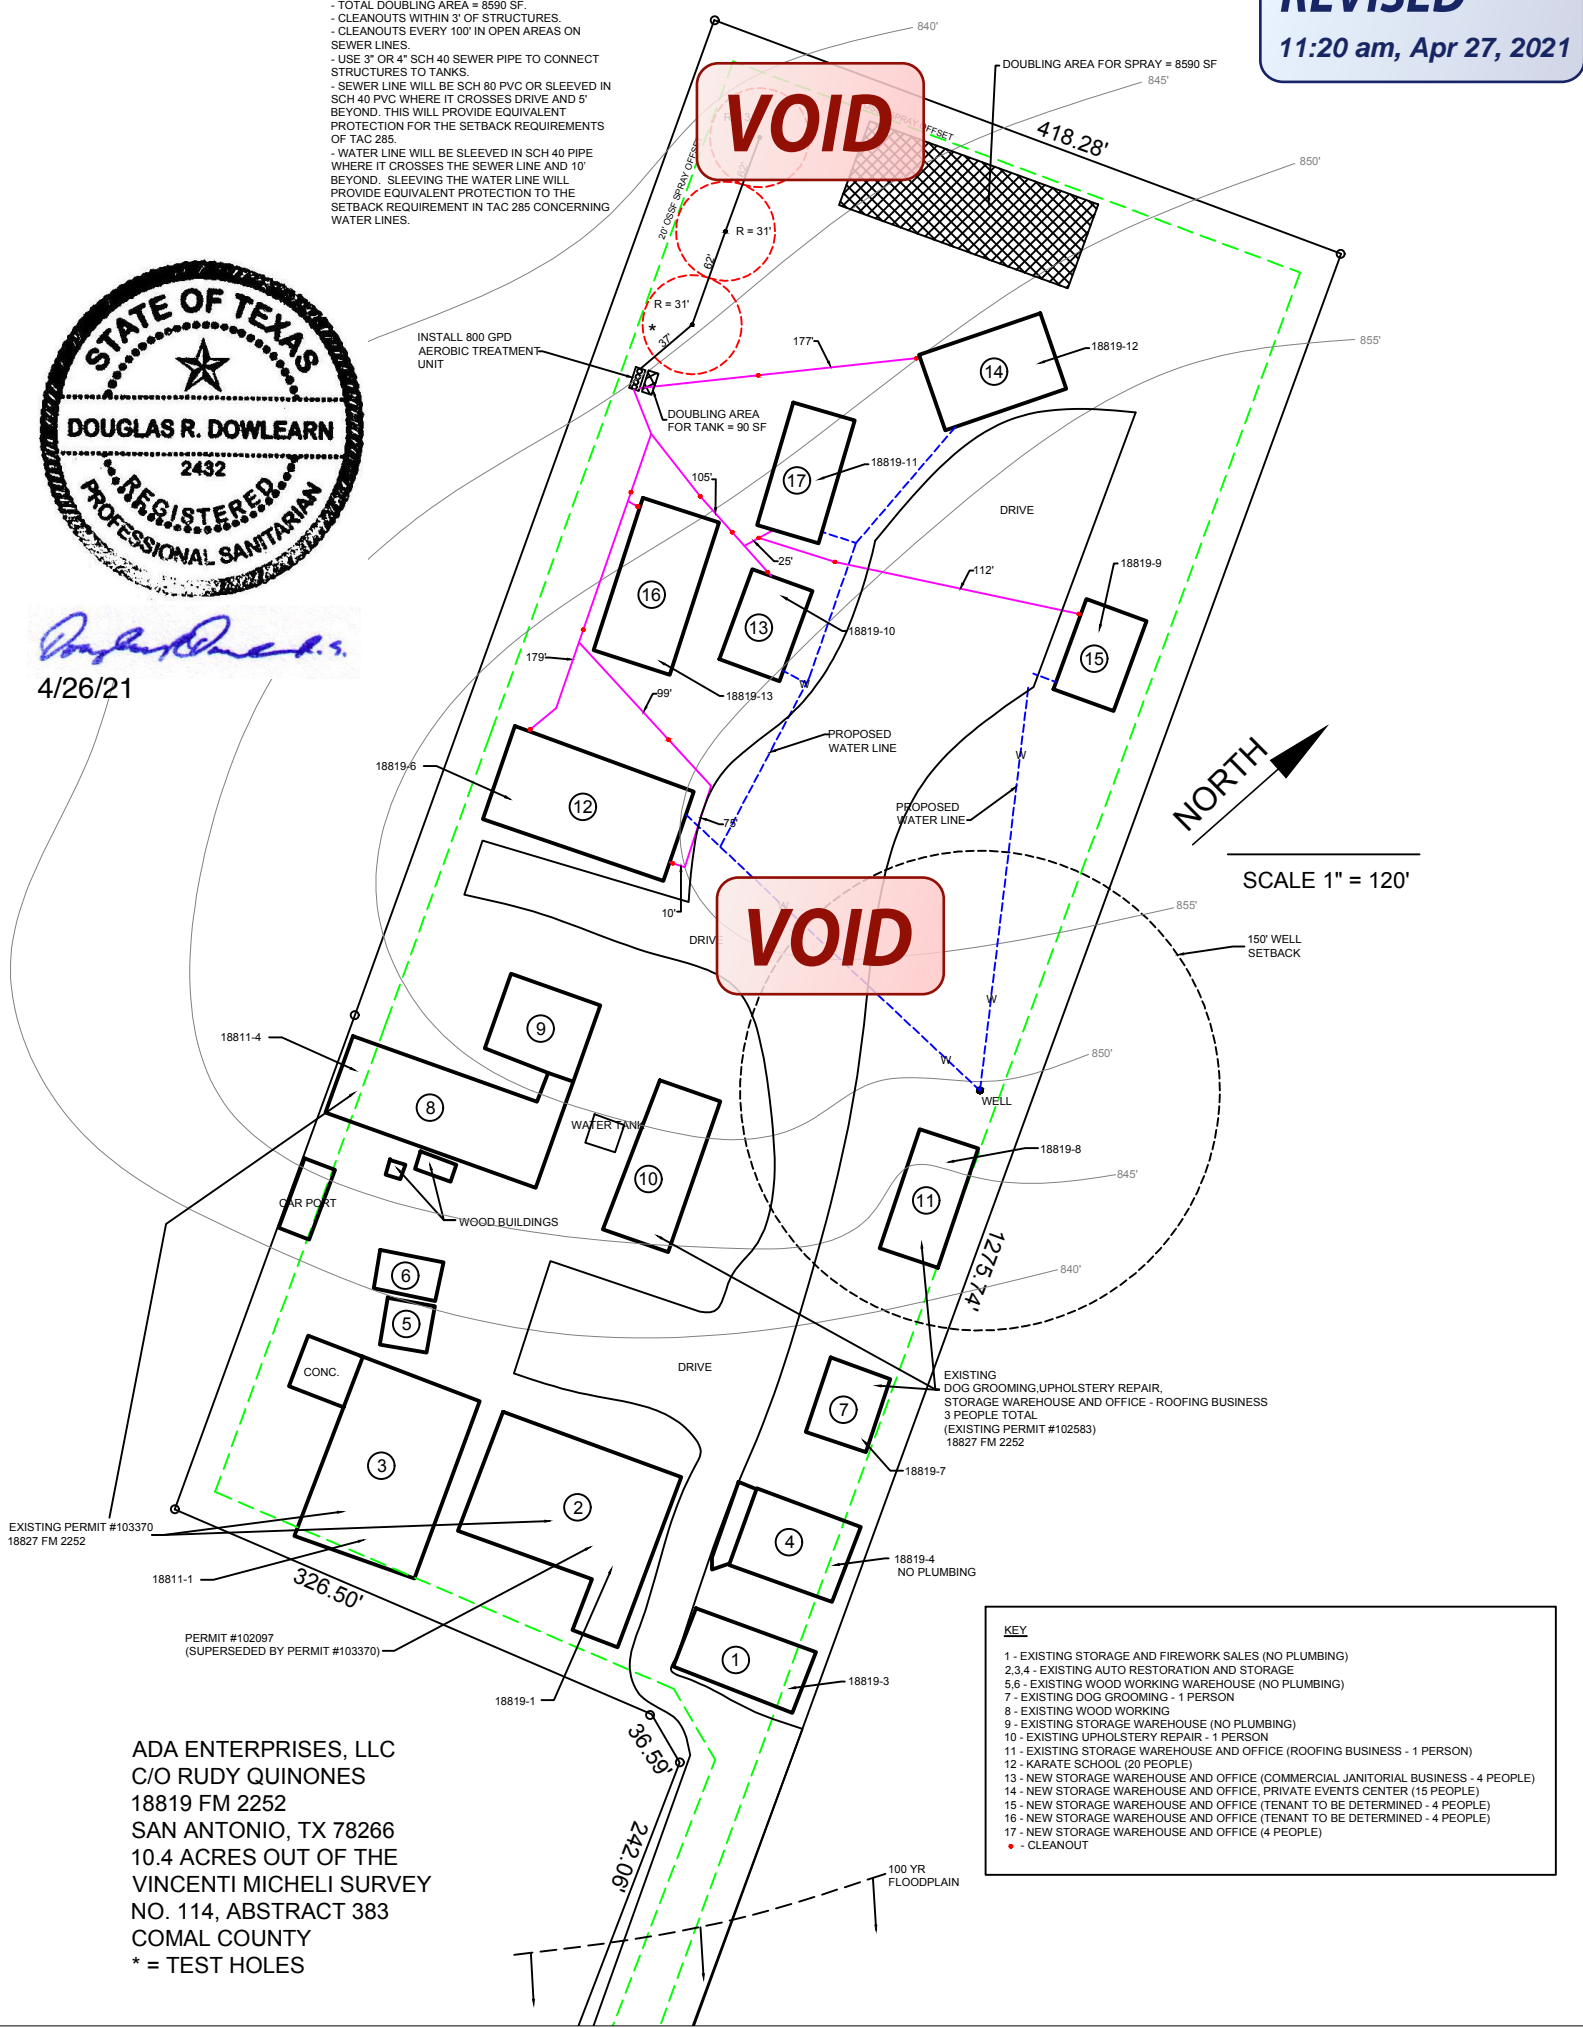 - TOTAL DOUBLING AREA = 8590 SF.
- CLEANOUTS WITHIN 3' OF STRUCTURES.
- CLEANOUTS EVERY 100' IN OPEN AREAS ON
SEWER LINES.
- USE 3" OR 4" SCH 40 SEWER PIPE TO CONNECT
STRUCTURES TO TANKS.
- SEWER LINE WILL BE SCH 80 PVC OR SLEEVED IN
SCH 40 PVC WHERE IT CROSSES DRIVE AND 5'
BEYOND. THIS WILL PROVIDE EQUIVALENT
PROTECTION FOR THE SETBACK REQUIREMENTS
OF TAC 285.
- WATER LINE WILL BE SLEEVED IN SCH 40 PIPE
WHERE IT CROSSES THE SEWER LINE AND 10'
BEYOND. SLEEVING THE WATER LINE WILL
PROVIDE EQUIVALENT PROTECTION TO THE
SETBACK REQUIREMENT IN TAC 285 CONCERNING
WATER LINES.
REVISED
11:20 am, Apr 27, 2021
840'
DOUBLING AREA FOR SPRAY = 8590 SF
845'
VOID
SPRAY OFFSET
418.28'
850'
20' OSSF SPRAY OFFSET
62'
R = 31'
62'
R = 31'
*
37'
855'
STATE OF TEXAS
DOUGLAS R. DOWLEARN
2432
REGISTERED
PROFESSIONAL SANITARIAN
4/26/21
INSTALL 800 GPD
AEROBIC TREATMENT
UNIT
DOUBLING AREA
FOR TANK = 90 SF
177'
18819-12
14
17
18819-11
105'
DRIVE
25'
112'
18819-9
16
13
18819-10
15
179'
99'
18819-13
W
PROPOSED
WATER LINE
W
NORTH
18819-6
12
PROPOSED
WATER LINE
75'
SCALE 1" = 120'
10'
DRIVE
VOID
W
855'
150' WELL
SETBACK
W
9
18811-4
850'
W
WELL
8
WATER TANK
10
18819-8
845'
11
CAR PORT
WOOD BUILDINGS
1275.74'
840'
6
5
CONC.
DRIVE
EXISTING
DOG GROOMING,UPHOLSTERY REPAIR,
STORAGE WAREHOUSE AND OFFICE - ROOFING BUSINESS
3 PEOPLE TOTAL
(EXISTING PERMIT #102583)
18827 FM 2252
7
18819-7
3
2
EXISTING PERMIT #103370
18827 FM 2252
4
18819-4
NO PLUMBING
18811-1
326.50'
PERMIT #102097
(SUPERSEDED BY PERMIT #103370)
1
18819-3
18819-1
36.59'
242.06'
100 YR
FLOODPLAIN
KEY
1 - EXISTING STORAGE AND FIREWORK SALES (NO PLUMBING)
2,3,4 - EXISTING AUTO RESTORATION AND STORAGE
5,6 - EXISTING WOOD WORKING WAREHOUSE (NO PLUMBING)
7 - EXISTING DOG GROOMING - 1 PERSON
8 - EXISTING WOOD WORKING
9 - EXISTING STORAGE WAREHOUSE (NO PLUMBING)
10 - EXISTING UPHOLSTERY REPAIR - 1 PERSON
11 - EXISTING STORAGE WAREHOUSE AND OFFICE (ROOFING BUSINESS - 1 PERSON)
12 - KARATE SCHOOL (20 PEOPLE)
13 - NEW STORAGE WAREHOUSE AND OFFICE (COMMERCIAL JANITORIAL BUSINESS - 4 PEOPLE)
14 - NEW STORAGE WAREHOUSE AND OFFICE, PRIVATE EVENTS CENTER (15 PEOPLE)
15 - NEW STORAGE WAREHOUSE AND OFFICE (TENANT TO BE DETERMINED - 4 PEOPLE)
16 - NEW STORAGE WAREHOUSE AND OFFICE (TENANT TO BE DETERMINED - 4 PEOPLE)
17 - NEW STORAGE WAREHOUSE AND OFFICE (4 PEOPLE)
- CLEANOUT
ADA ENTERPRISES, LLC
C/O RUDY QUINONES
18819 FM 2252
SAN ANTONIO, TX 78266
10.4 ACRES OUT OF THE
VINCENTI MICHELI SURVEY
NO. 114, ABSTRACT 383
COMAL COUNTY
* = TEST HOLES